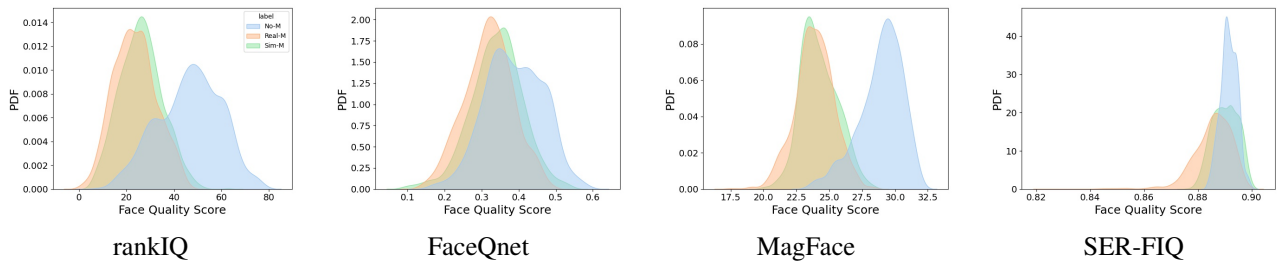 label
No-M
Real-M
Sim-M
PDF
0.014
0.012
0.010
0.008
0.006
0.004
0.002
0.000
0 20 40 60 80
Face Quality Score
rankIQ
PDF
2.00
1.75
1.50
1.25
1.00
0.75
0.50
0.25
0.00
0.1 0.2 0.3 0.4 0.5 0.6
Face Quality Score
FaceQnet
PDF
0.08
0.06
0.04
0.02
0.00
17.5 20.0 22.5 25.0 27.5 30.0 32.5
Face Quality Score
MagFace
PDF
40
30
20
10
0
0.82 0.84 0.86 0.88 0.90
Face Quality Score
SER-FIQ